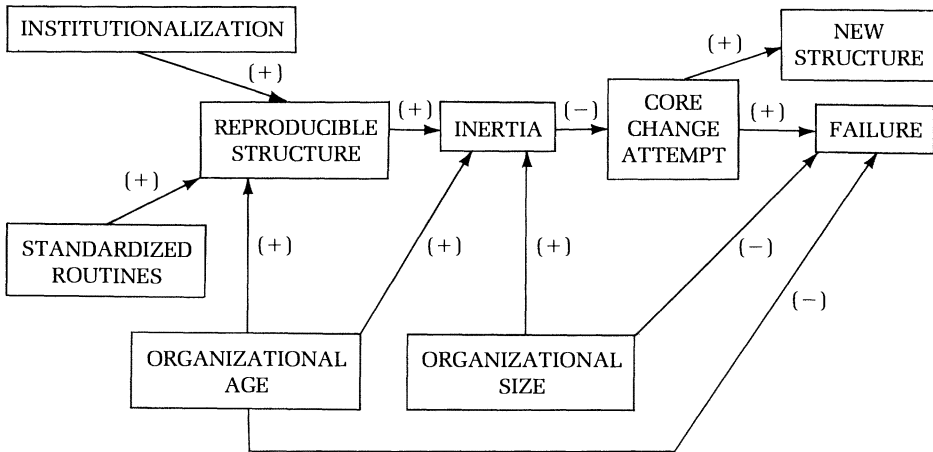 INSTITUTIONALIZATION
(+)
NEW
STRUCTURE
(+)
REPRODUCIBLE
STRUCTURE
(+)
INERTIA
(−)
CORE
CHANGE
ATTEMPT
(+)
FAILURE
(+)
STANDARDIZED
ROUTINES
(+)
(+)
(+)
(−)
(−)
ORGANIZATIONAL
AGE
ORGANIZATIONAL
SIZE